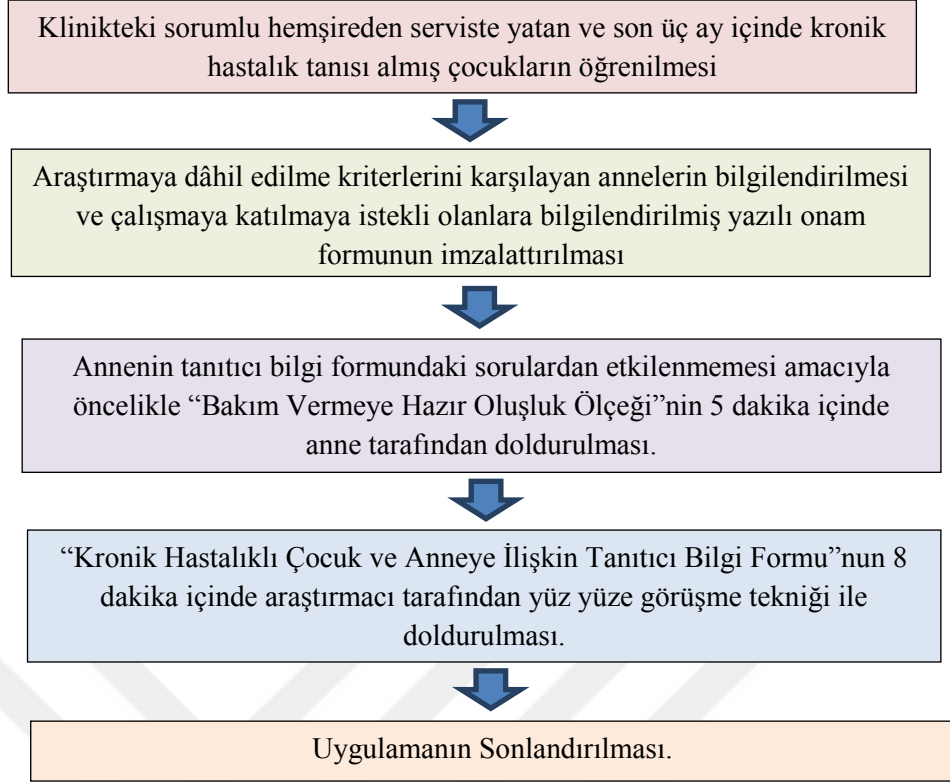 Klinikteki sorumlu hemşireden serviste yatan ve son üç ay içinde kronik
hastalık tanısı almış çocukların öğrenilmesi
Araştırmaya dâhil edilme kriterlerini karşılayan annelerin bilgilendirilmesi
ve çalışmaya katılmaya istekli olanlara bilgilendirilmiş yazılı onam
formunun imzalattırılması
Annenin tanıtıcı bilgi formundaki sorulardan etkilenmemesi amacıyla
öncelikle “Bakım Vermeye Hazır Oluşluk Ölçeği”nin 5 dakika içinde
anne tarafından doldurulması.
“Kronik Hastalıklı Çocuk ve Anneye İlişkin Tanıtıcı Bilgi Formu”nun 8
dakika içinde araştırmacı tarafından yüz yüze görüşme tekniği ile
doldurulması.
Uygulamanın Sonlandırılması.